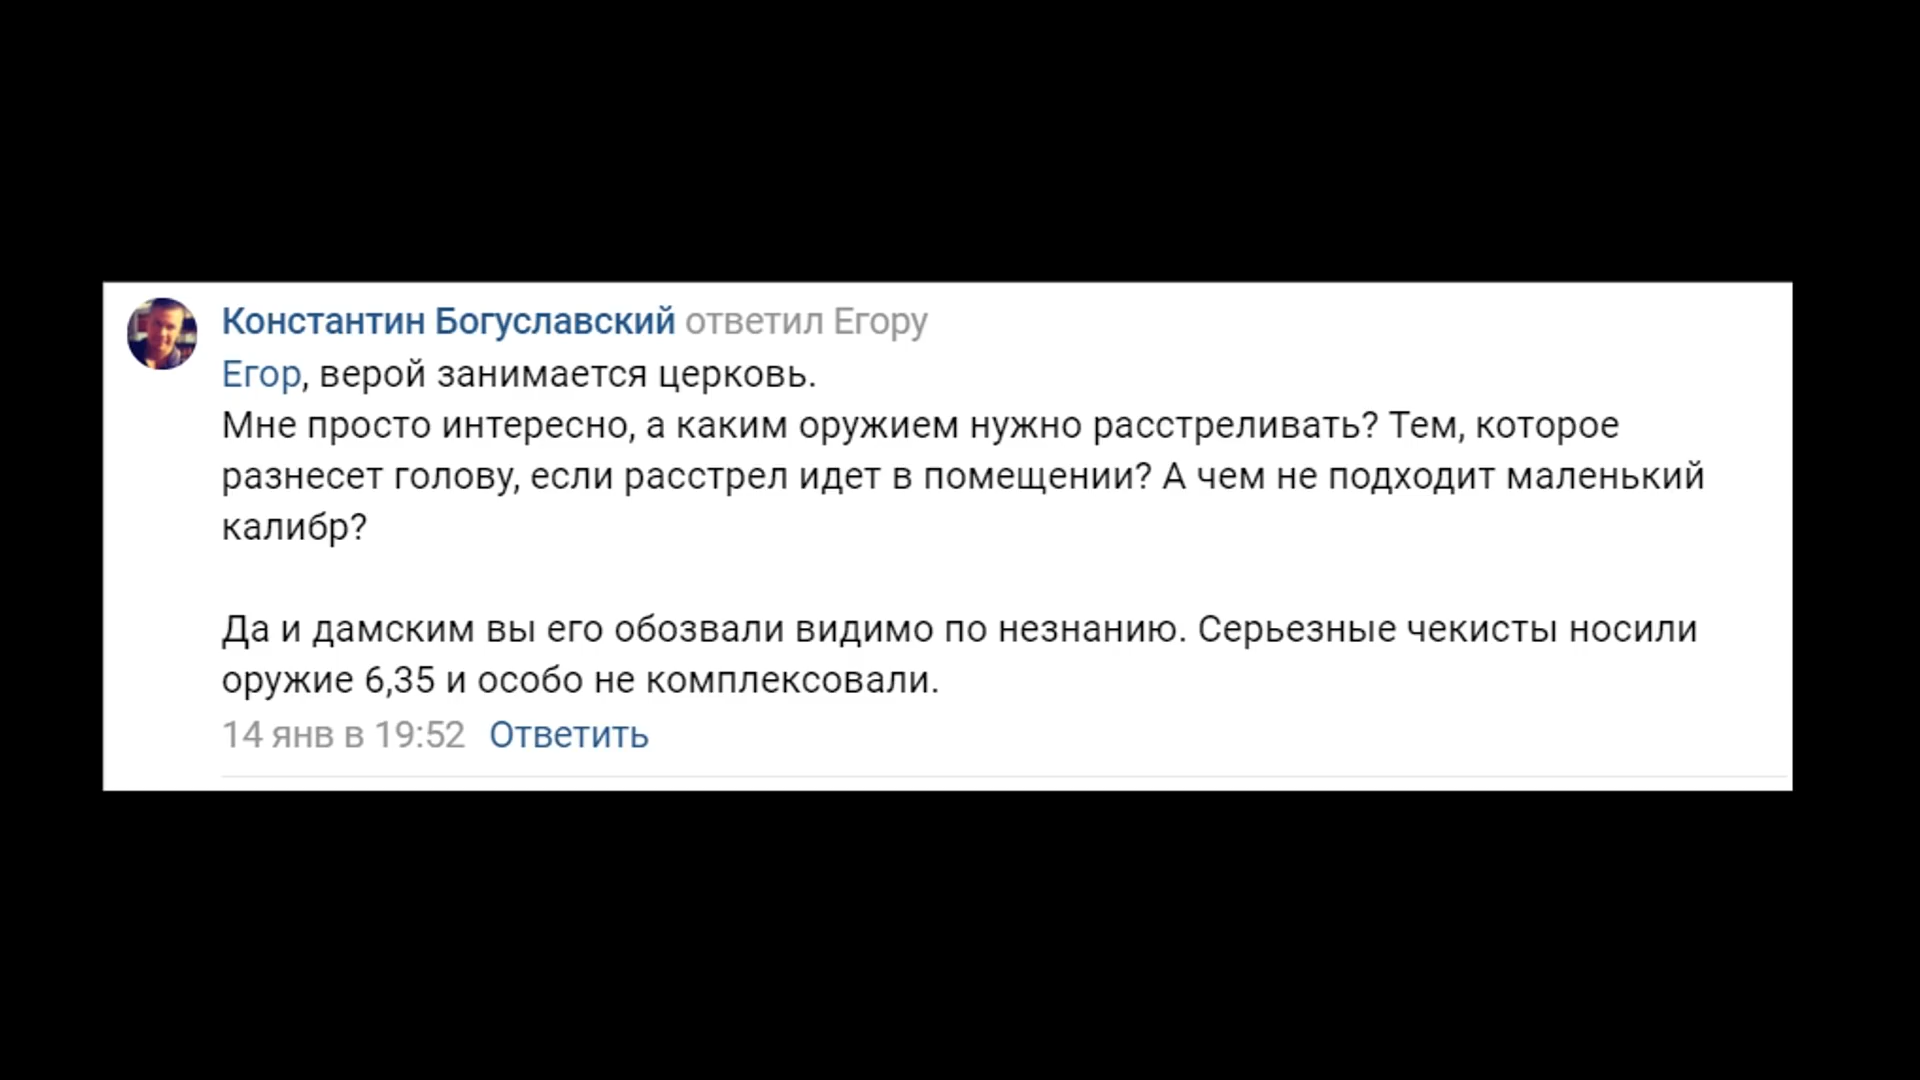 Константин Богуславский ответил Егору
Егор, верой занимается церковь.
Мне просто интересно, а каким оружием нужно расстреливать? Тем, которое
разнесет голову, если расстрел идет в помещении? А чем не подходит маленький
калибр?
Да и дамским вы его обозвали видимо по незнанию. Серьезные чекисты носили
оружие 6,35 и особо не комплексовали.
14 янв в 19:52 Ответить